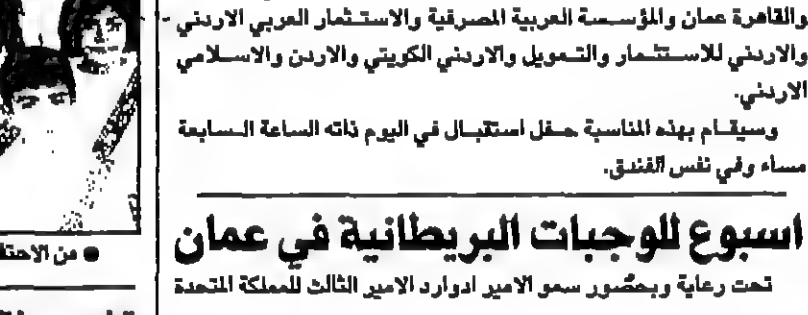 والقاهرة عمان والمؤسسة العربية المصرفية والاستثمار العربي الاردني
والاردني للاستثمار والتمويل والاردني الكويتي والاردن والاسلامي
الاردني.
وسيقام بهذه المناسبة حفل استقبال في اليوم ذاته الساعة السابعة
مساء وفي نفس الفندق.
اسبوع للوجبات البريطانية في عمان
تحت رعاية وبحضور سمو الامير ادوارد الامير الثالث للمملكة المتحدة
● من الاحتف